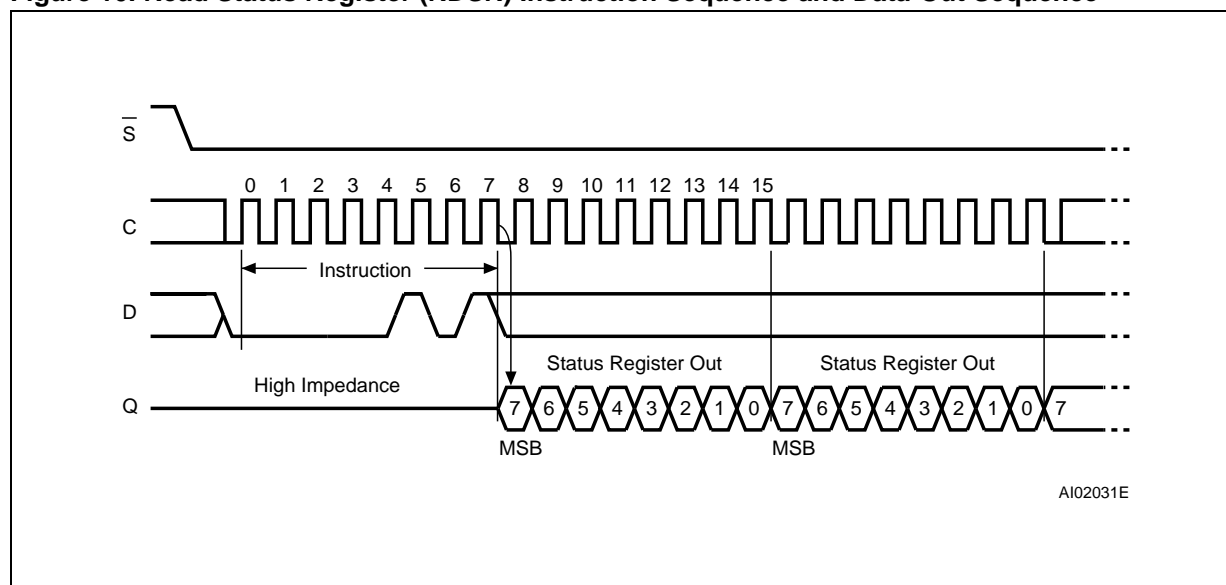 Figure 10. Read Status Register (RDSR) Instruction Sequence and Data-Out Sequence
S
0 1 2 3 4 5 6 7 8 9 10 11 12 13 14 15
C
Instruction
D
Status Register Out Status Register Out
High Impedance
Q 7 6 5 4 3 2 1 0 7 6 5 4 3 2 1 0 7
MSB MSB
AI02031E